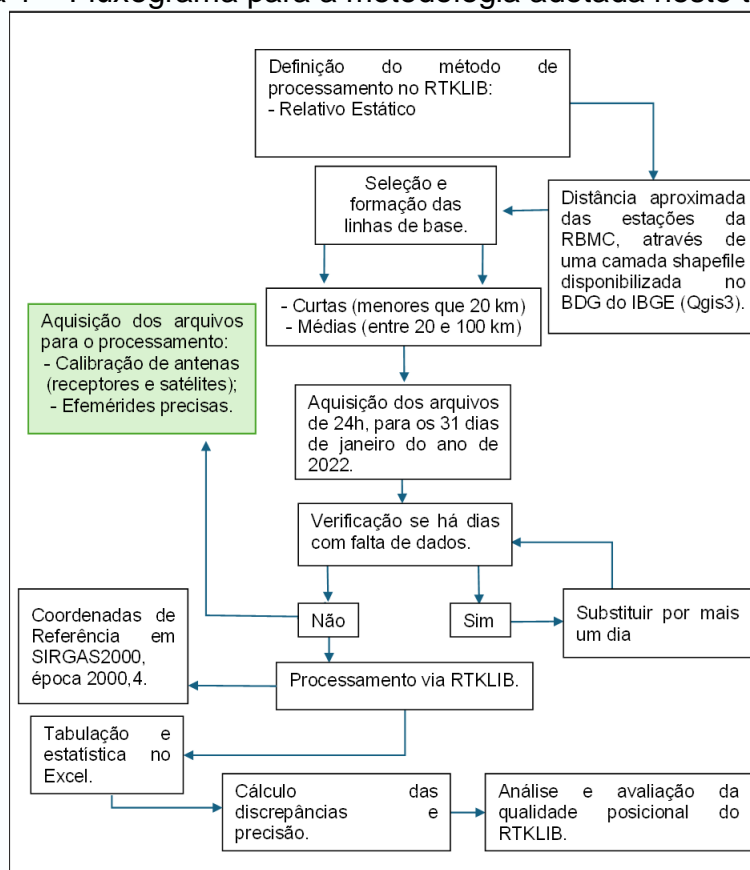 Fluxograma para a metodologia adotada neste
Definição do método de
processamento no RTKLIB:
- Relativo Estático
Seleção e
formação das
linhas de base.
Distância aproximada
das estações da
RBMC, através de
uma camada shapefile
disponibilizada no
BDG do IBGE (Qgis3).
- Curtas (menores que 20 km)
- Médias (entre 20 e 100 km)
Aquisição dos arquivos
para o processamento:
- Calibração de antenas
(receptores e satélites);
- Efemérides precisas.
Aquisição dos arquivos
de 24h, para os 31 dias
de janeiro do ano de
2022.
Verificação se há dias
com falta de dados.
Não
Sim
Substituir por mais
um dia
Coordenadas de
Referência em
SIRGAS2000,
época 2000,4.
Processamento via RTKLIB.
Tabulação e
estatística no
Excel.
Cálculo das
discrepâncias e
precisão.
Análise e avaliação da
qualidade posicional do
RTKLIB.